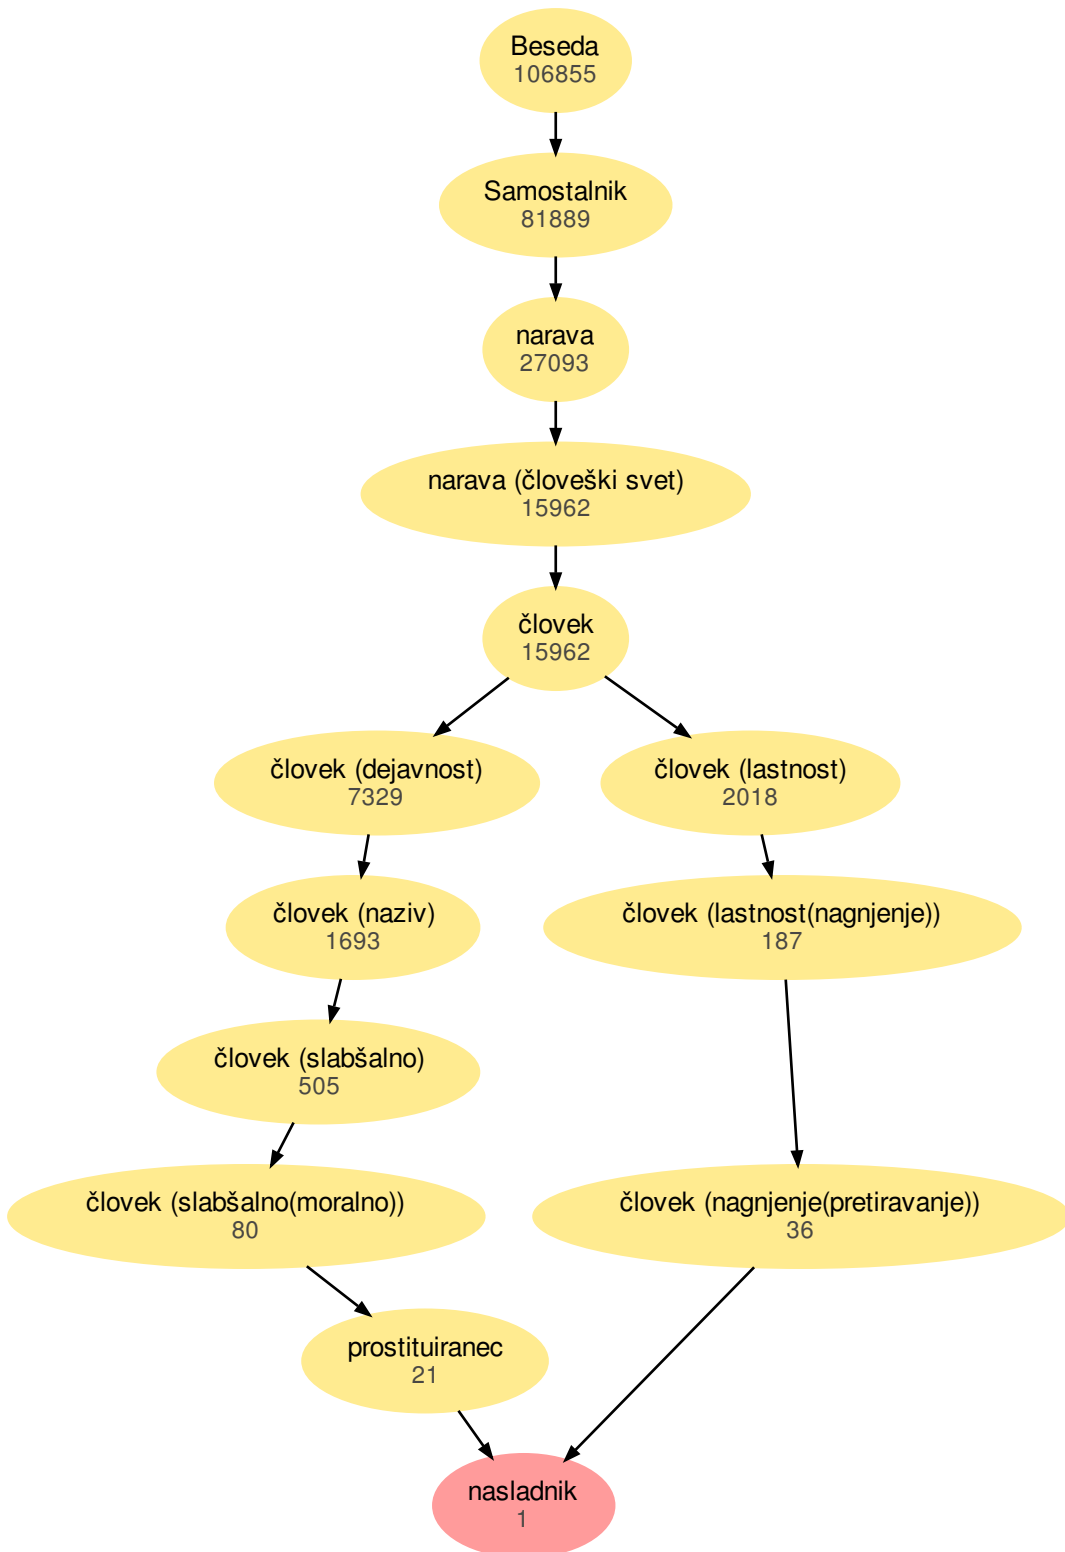 Beseda
106855
Samostalnik
81889
narava
27093
narava (človeški svet)
15962
človek
15962
človek (dejavnost)
7329
človek (lastnost)
2018
človek (naziv)
1693
človek (lastnost(nagnjenje))
187
človek (slabšalno)
505
človek (slabšalno(moralno))
80
človek (nagnjenje(pretiravanje))
36
prostituiranec
21
nasladnik
1